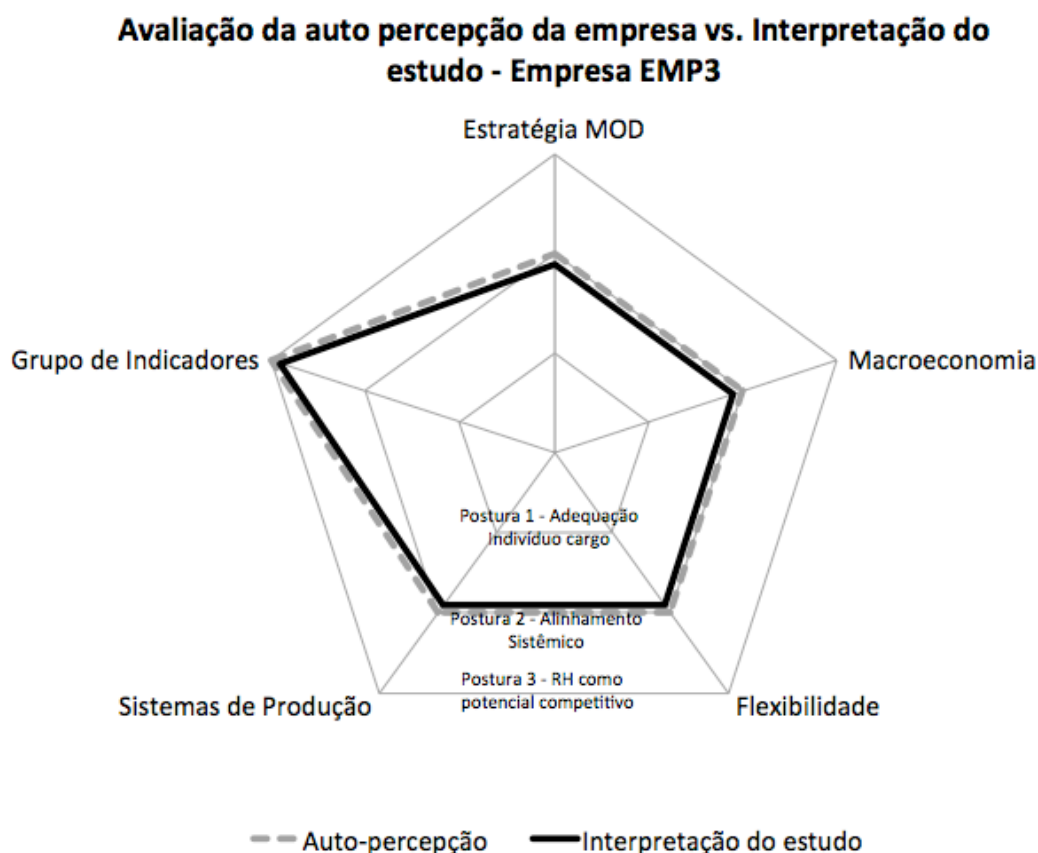 Avaliação da auto percepção da empresa vs. Interpretação do
estudo - Empresa EMP3
Estratégia MOD
Grupo de Indicadores
Macroeconomia
Postura 1 - Adequação
Indivíduo cargo
Postura 2 - Alinhamento
Sistêmico
Postura 3 - RH como
potencial competitivo
Sistemas de Produção
Flexibilidade
Auto-percepção
Interpretação do estudo